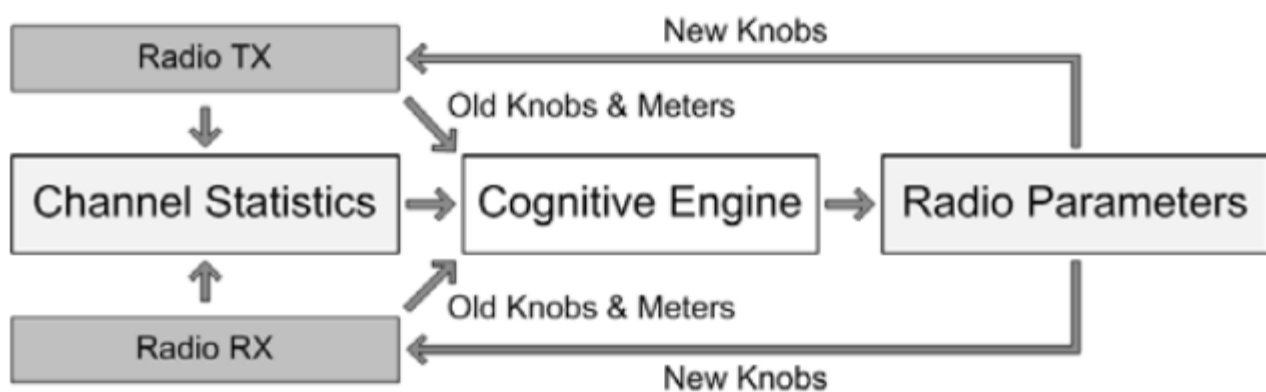 New Knobs
Radio TX
Old Knobs & Meters
Channel Statistics
Cognitive Engine
Radio Parameters
Old Knobs & Meters
Radio RX
New Knobs